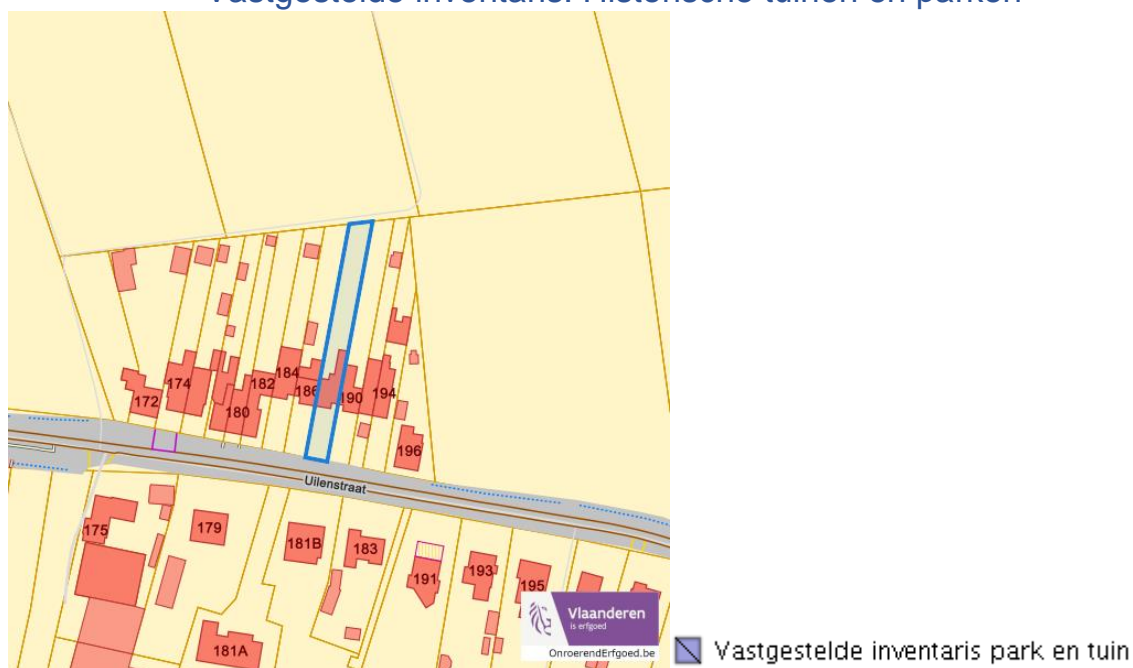 Vastgestelde inventaris: Historische tuinen en parken
172
174
180
182
184
186
190
194
196
Uilenstraat
175
179
181B
183
191
193
195
181A
Vlaanderen
is erfgoed
OnroerendErfgoed.be
Vastgestelde inventaris park en tuin